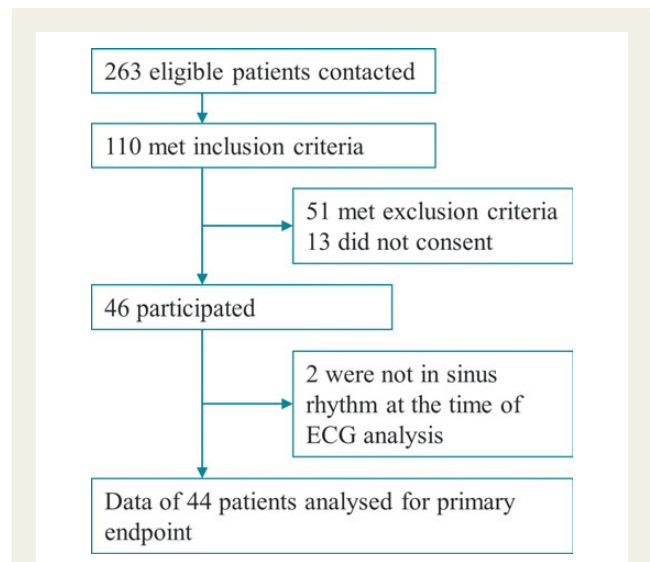 263 eligible patients contacted
110 met inclusion criteria
51 met exclusion criteria
13 did not consent
46 participated
2 were not in sinus
rhythm at the time of
ECG analysis
Data of 44 patients analysed for primary
endpoint